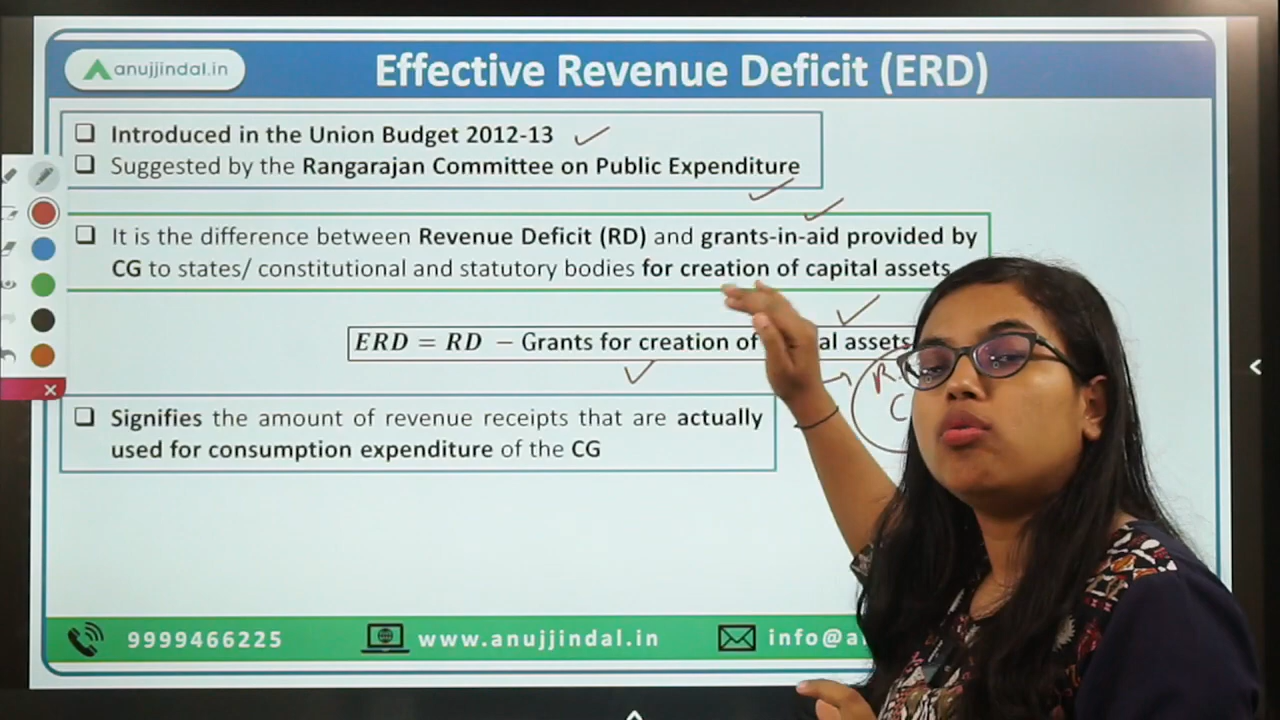 anujjindal.in
Effective Revenue Deficit (ERD)
Introduced in the Union Budget 2012-13
Suggested by the Rangarajan Committee on Public Expenditure
It is the difference between Revenue Deficit (RD) and grants-in-aid provided by
CG to states/ constitutional and statutory bodies for creation of capital assets
ERD = RD – Grants for creation of al assets
R.
C
Signifies the amount of revenue receipts that are actually
used for consumption expenditure of the CG
9999466225 www.anujjindal.in info@a